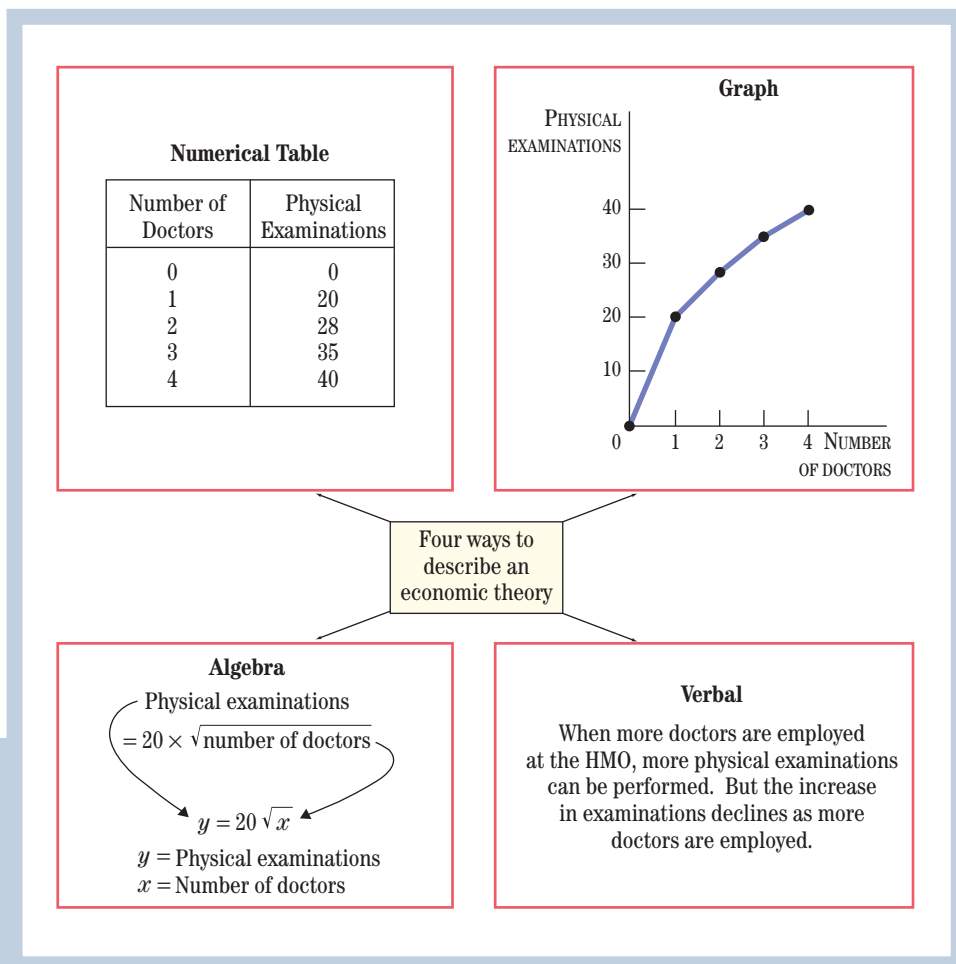 Numerical Table
Number of Doctors Physical Examinations
0 0
1 20
2 28
3 35
4 40
Graph
PHYSICAL
EXAMINATIONS
40
30
20
10
0 1 2 3 4 NUMBER
OF DOCTORS
Four ways to
describe an
economic theory
Algebra
Physical examinations
= 20 × √number of doctors
y = 20 √x
y = Physical examinations
x = Number of doctors
Verbal
When more doctors are employed
at the HMO, more physical examinations
can be performed. But the increase
in examinations declines as more
doctors are employed.